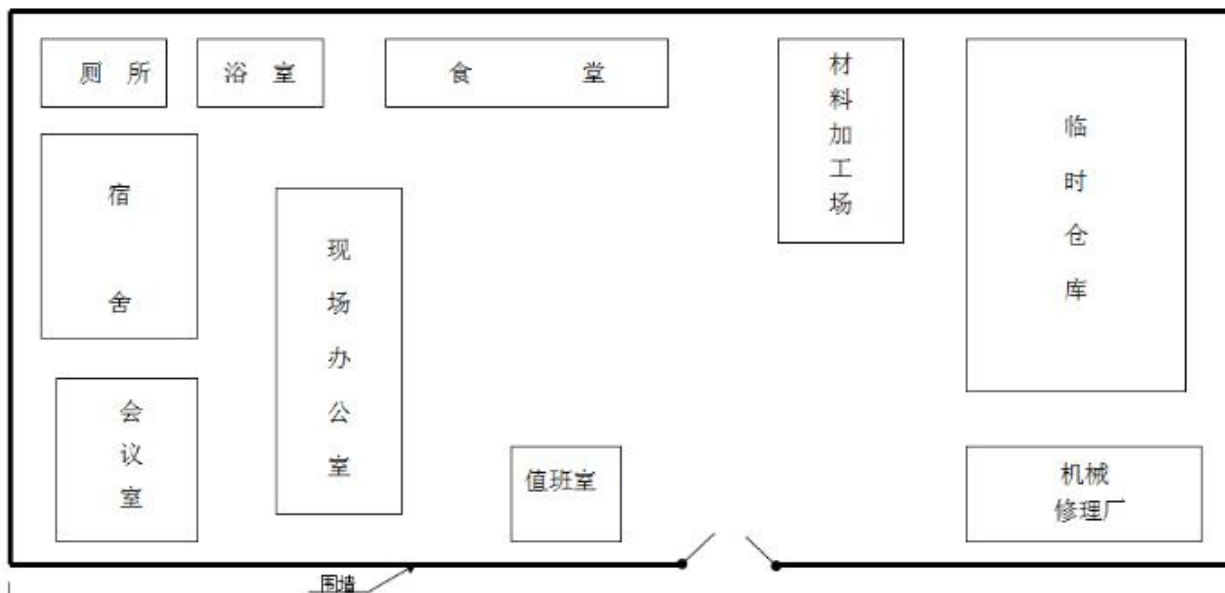 厕 所
浴 室
食 堂
材料加工场
临时仓库
宿舍
现场办公室
会议室
值班室
机械
修理厂
围墙